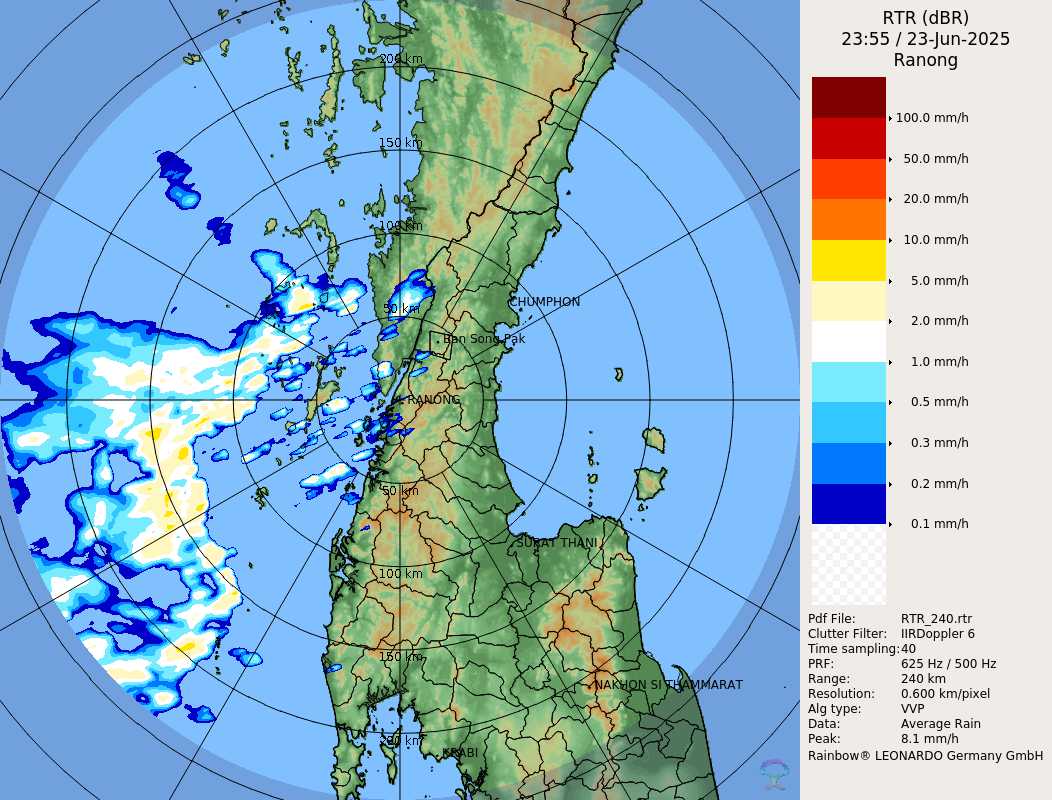 RTR (dBR)
23:55 / 23-Jun-2025
Ranong
200 km
150 km
100 km
50 km
CHUMPHON
Ban Song Pak
RANONG
50 km
SURAT THANI
100 km
150 km
NAKHON SI THAMMARAT
200 km
KRABI
100.0 mm/h
50.0 mm/h
20.0 mm/h
10.0 mm/h
5.0 mm/h
2.0 mm/h
1.0 mm/h
0.5 mm/h
0.3 mm/h
0.2 mm/h
0.1 mm/h
Pdf File: RTR_240.rtr
Clutter Filter: IIRDoppler 6
Time sampling:40
PRF: 625 Hz / 500 Hz
Range: 240 km
Resolution: 0.600 km/pixel
Alg type: VVP
Data: Average Rain
Peak: 8.1 mm/h
Rainbow® LEONARDO Germany GmbH